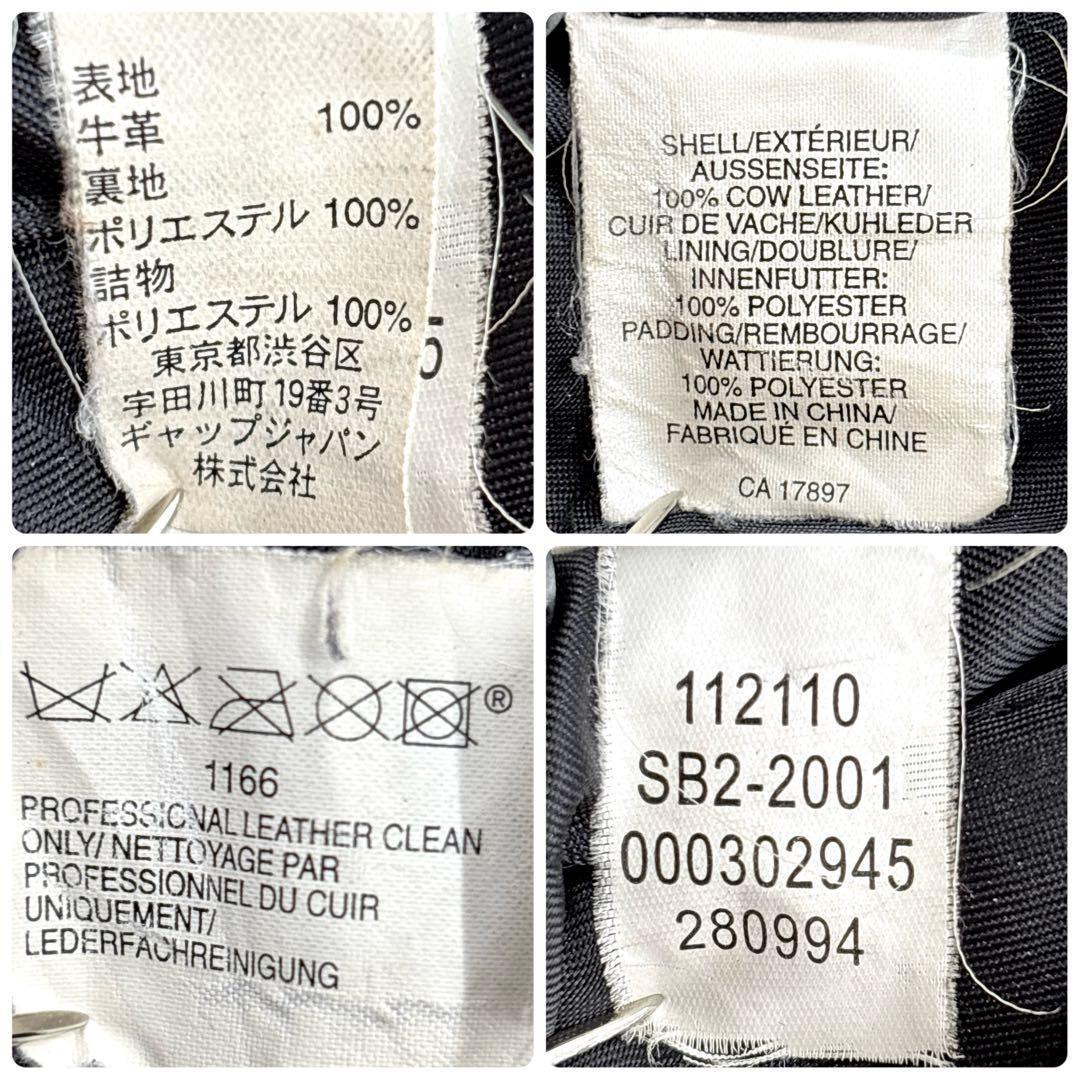 表地
牛革 100%
裏地
ポリエステル 100%
詰物
ポリエステル 100%
東京都渋谷区
宇田川町19番3号
ギャップジャパン
株式会社
5
SHELL/EXTÉRIEUR/
AUSSENSEITE:
100% COW LEATHER/
CUIR DE VACHE/KUHLEDER
LINING/DOUBLURE/
INNENFUTTER:
100% POLYESTER
PADDING/REMBOURRAGE/
WATTIERUNG:
100% POLYESTER
MADE IN CHINA/
FABRIQUÉ EN CHINE
CA 17897
®
1166
PROFESSIONAL LEATHER CLEAN
ONLY/ NETTOYAGE PAR
PROFESSIONNEL DU CUIR
UNIQUEMENT/
LEDERFACHREINIGUNG
112110
SB2-2001
000302945
280994